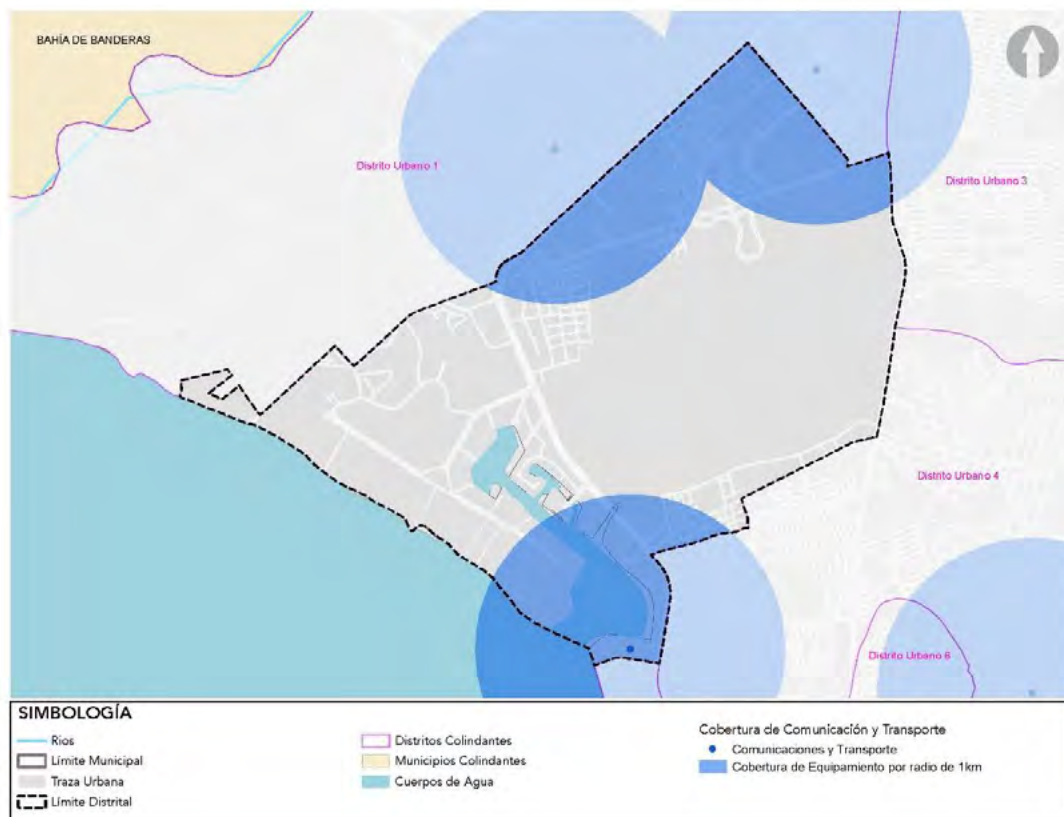 BAHÍA DE BANDERAS
Distrito Urbano 1
Distrito Urbano 3
Distrito Urbano 4
Distrito Urbano 6
SIMBOLOGÍA
Rios
Límite Municipal
Traza Urbana
Límite Distrital
Distritos Colindantes
Municipios Colindantes
Cuerpos de Agua
Cobertura de Comunicación y Transporte
Comunicaciones y Transporte
Cobertura de Equipamiento por radio de 1km